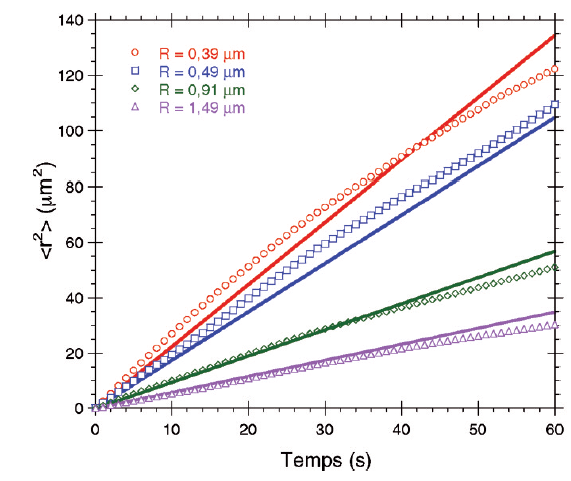 140
120
100
80
60
40
20
0
R = 0,39 µm
R = 0,49 µm
R = 0,91 µm
R = 1,49 µm
<r²> (µm²)
0 10 20 30 40 50 60
Temps (s)